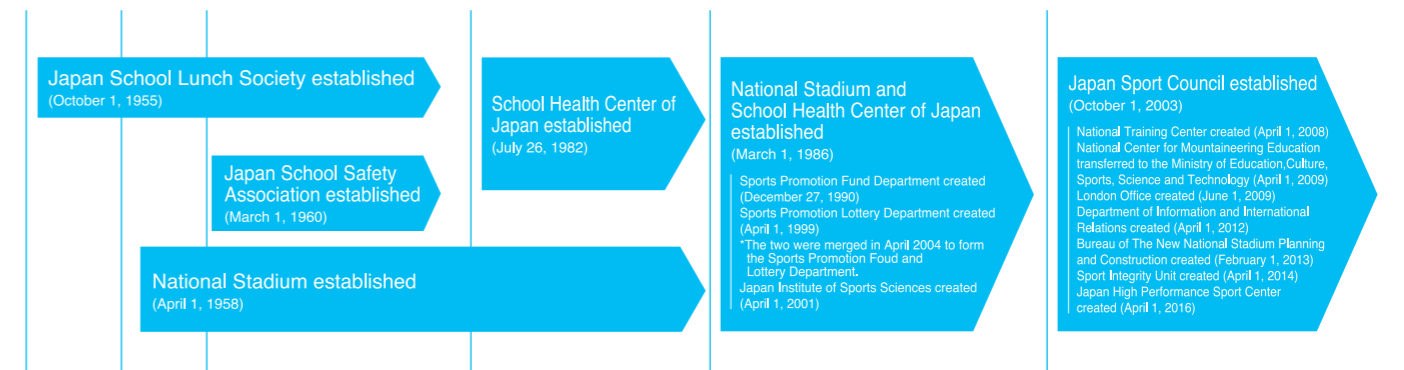 Japan School Lunch Society established
(October 1, 1955)
Japan School Safety
Association established
(March 1, 1960)
National Stadium established
(April 1, 1958)
School Health Center of
Japan established
(July 26, 1982)
National Stadium and
School Health Center of Japan
established
(March 1, 1986)
Sports Promotion Fund Department created
(December 27, 1990)
Sports Promotion Lottery Department created
(April 1, 1999)
*The two were merged in April 2004 to form
the Sports Promotion Foud and
Lottery Department.
Japan Institute of Sports Sciences created
(April 1, 2001)
Japan Sport Council established
(October 1, 2003)
National Training Center created (April 1, 2008)
National Center for Mountaineering Education
transferred to the Ministry of Education,Culture,
Sports, Science and Technology (April 1, 2009)
London Office created (June 1, 2009)
Department of Information and International
Relations created (April 1, 2012)
Bureau of The New National Stadium Planning
and Construction created (February 1, 2013)
Sport Integrity Unit created (April 1, 2014)
Japan High Performance Sport Center
created (April 1, 2016)